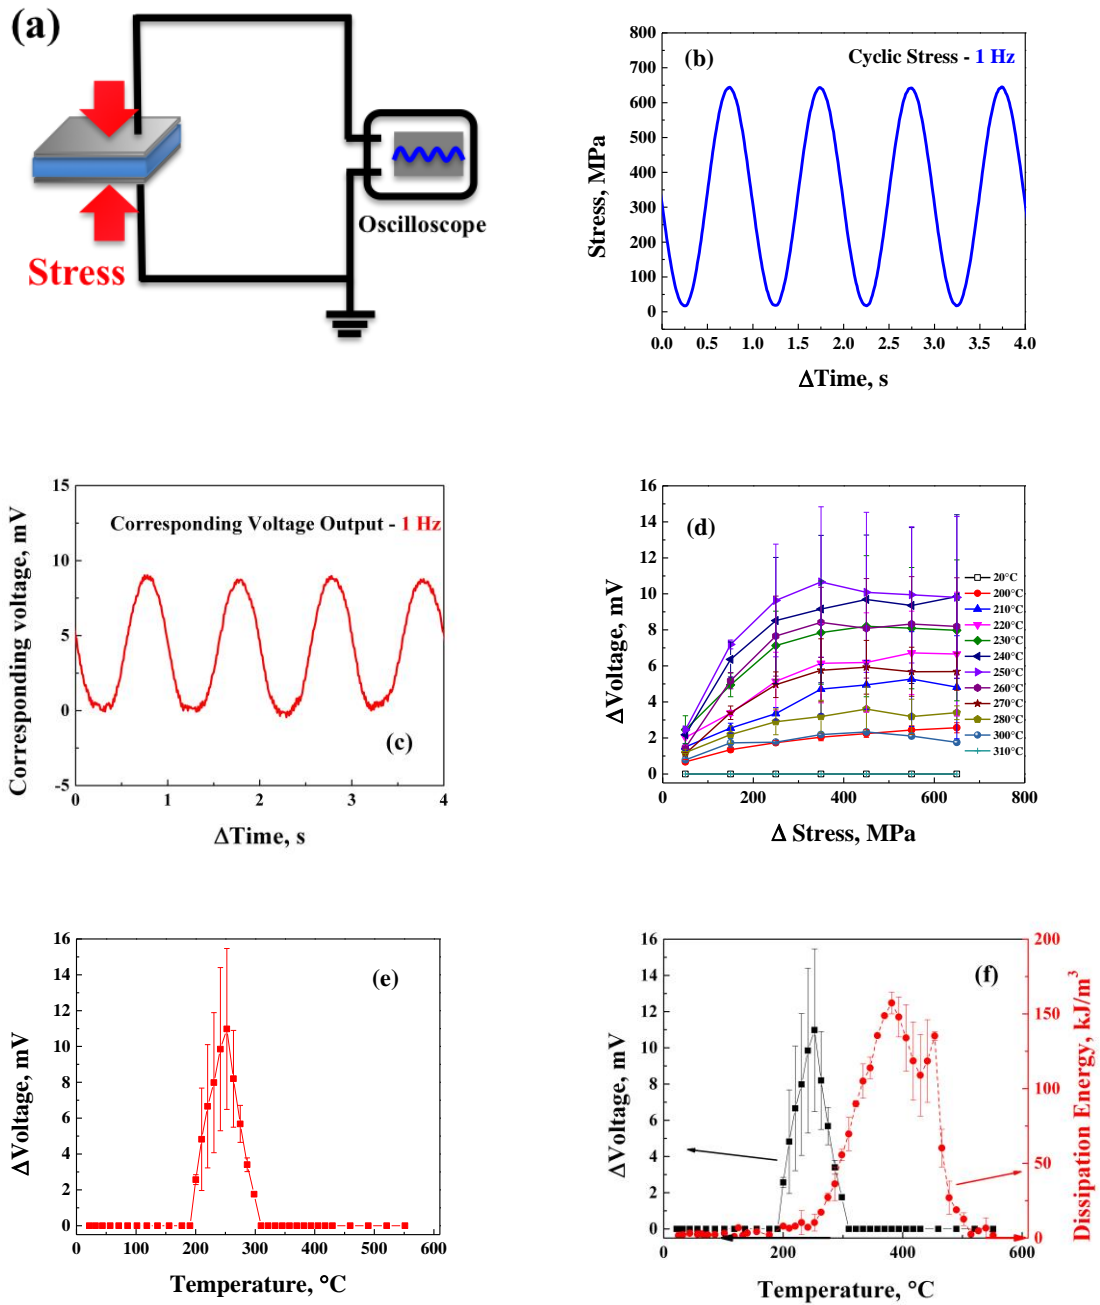 (a)
Stress
Oscilloscope
(b)
Cyclic Stress - 1 Hz
800
700
600
500
400
300
200
100
0
Stress, MPa
0.0 0.5 1.0 1.5 2.0 2.5 3.0 3.5 4.0
ΔTime, s
15
10
5
0
-5
Corresponding voltage, mV
Corresponding Voltage Output - 1 Hz
(c)
0 1 2 3 4
ΔTime, s
16
14
12
10
8
6
4
2
0
ΔVoltage, mV
(d)
20°C
200°C
210°C
220°C
230°C
240°C
250°C
260°C
270°C
280°C
300°C
310°C
0 200 400 600 800
Δ Stress, MPa
16
14
12
10
8
6
4
2
0
ΔVoltage, mV
(e)
0 100 200 300 400 500 600
Temperature, °C
16
14
12
10
8
6
4
2
0
ΔVoltage, mV
(f)
200
150
100
50
0
Dissipation Energy, kJ/m³
0 200 400 600
Temperature, °C